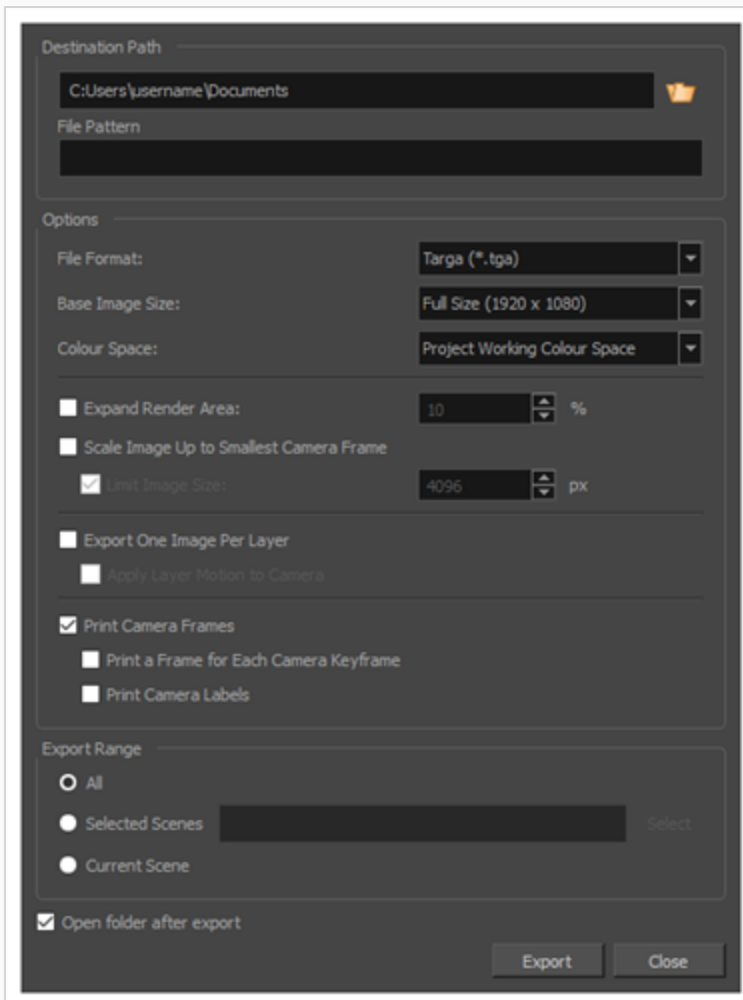 Destination Path
C:Users\username\Documents
File Pattern
Options
File Format: Targa (*.tga)
Base Image Size: Full Size (1920 x 1080)
Colour Space: Project Working Colour Space
Expand Render Area: 10 %
Scale Image Up to Smallest Camera Frame
Limit Image Size: 4096 px
Export One Image Per Layer
Apply Layer Motion to Camera
Print Camera Frames
Print a Frame for Each Camera Keyframe
Print Camera Labels
Export Range
All
Selected Scenes Select
Current Scene
Open folder after export
Export Close